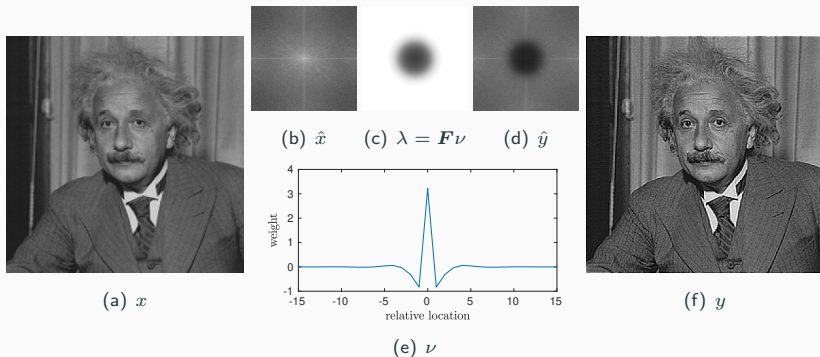 (b) x̂
(c) λ = Fν
(d) ŷ
4
3
2
1
0
-1
weight
-15
-10
-5
0
5
10
15
relative location
(a) x
(e) ν
(f) y